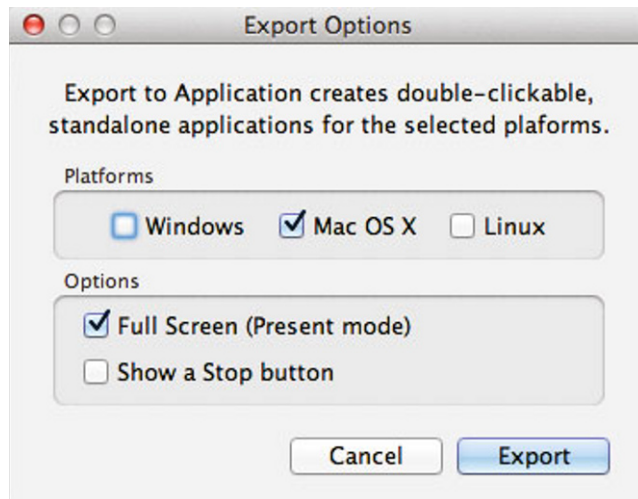 Export Options
Export to Application creates double-clickable,
standalone applications for the selected plaforms.
Platforms
Windows Mac OS X Linux
Options
Full Screen (Present mode)
Show a Stop button
Cancel Export